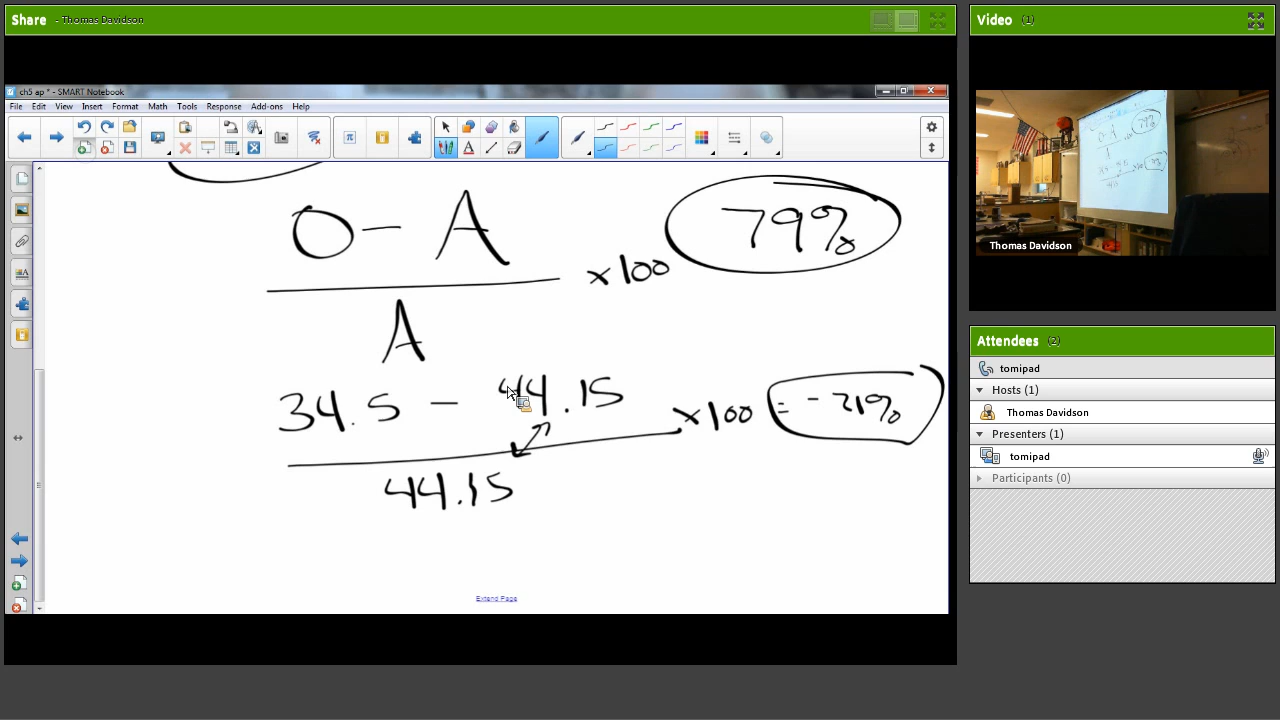 Share - Thomas Davidson
ch5 ap * - SMART Notebook
File Edit View Insert Format Math Tools Response Add-ons Help
O - A
A
x100
79%
34.5 - 44.15
44.15
x100
= -21%
Extend Page
Video (1)
Thomas Davidson
Attendees (2)
tomipad
Hosts (1)
Thomas Davidson
Presenters (1)
tomipad
Participants (0)